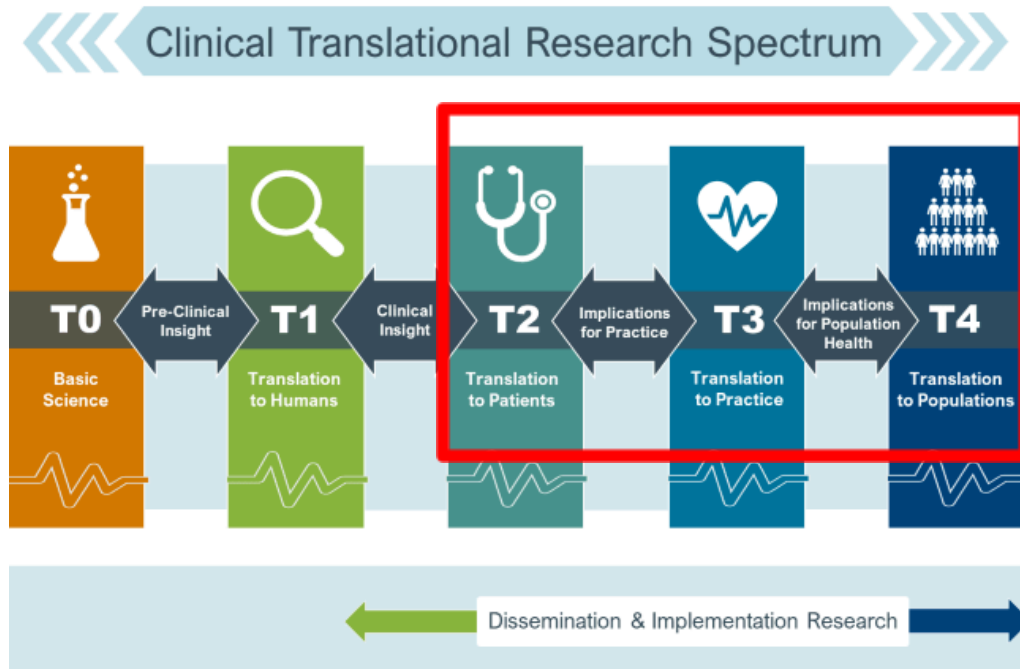 Clinical Translational Research Spectrum
T0
Pre-Clinical
Insight
T1
Clinical
Insight
T2
Implications
for Practice
T3
Implications
for Population
Health
T4
Basic
Science
Translation
to Humans
Translation
to Patients
Translation
to Practice
Translation
to Populations
Dissemination & Implementation Research